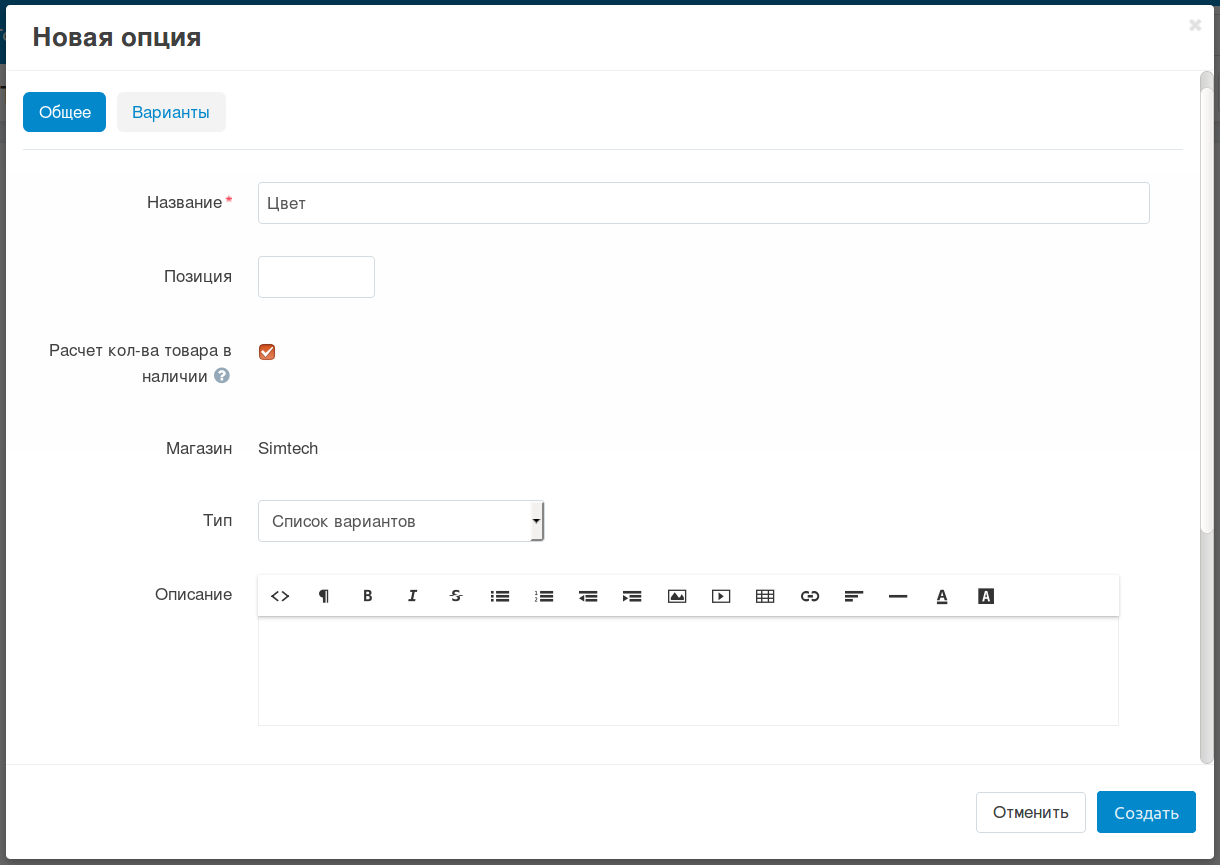 Новая опция
Общее
Варианты
Название*
Цвет
Позиция
Расчет кол-ва товара в
наличии ?
Магазин
Simtech
Тип
Список вариантов
Описание
Отменить
Создать